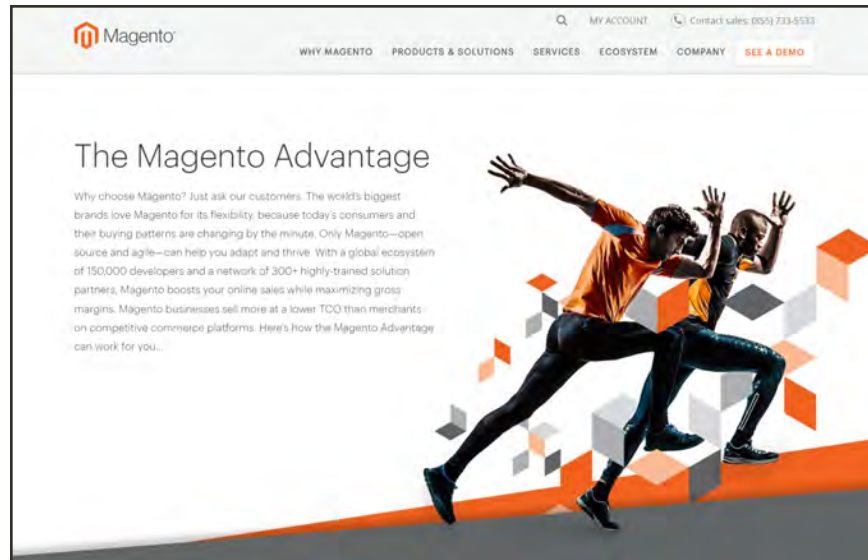 Magento
MY ACCOUNT
Contact sales: (855) 733-5533
WHY MAGENTO PRODUCTS & SOLUTIONS SERVICES ECOSYSTEM COMPANY SEE A DEMO
The Magento Advantage
Why choose Magento? Just ask our customers. The world's biggest
brands love Magento for its flexibility, because today's consumers and
their buying patterns are changing by the minute. Only Magento—open
source and agile—can help you adapt and thrive. With a global ecosystem
of 150,000 developers and a network of 300+ highly-trained solution
partners, Magento boosts your online sales while maximizing gross
margins. Magento businesses sell more at a lower TCO than merchants
on competitive commerce platforms. Here's how the Magento Advantage
can work for you...